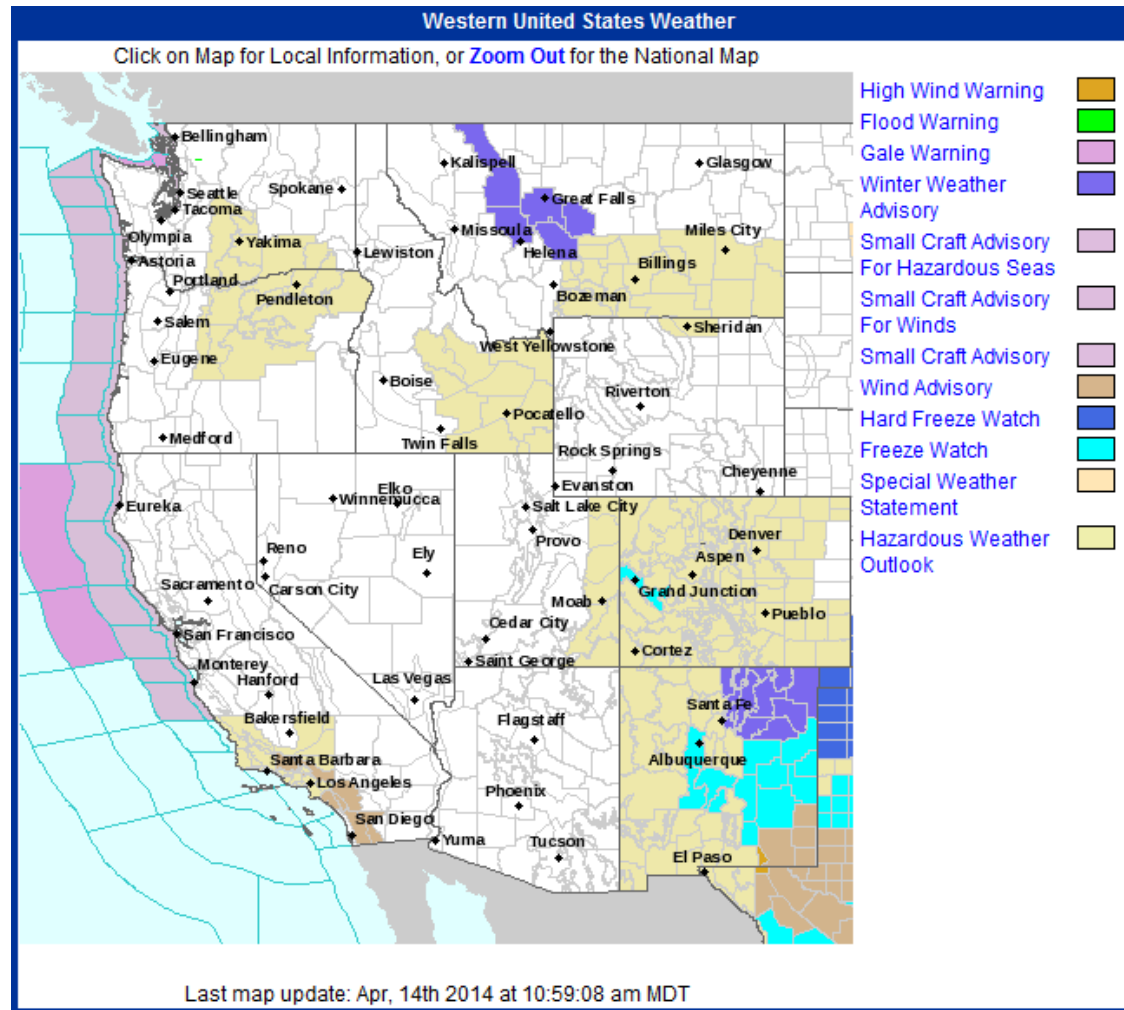 Western United States Weather
Click on Map for Local Information, or Zoom Out for the National Map
High Wind Warning
Flood Warning
Gale Warning
Winter Weather
Advisory
Small Craft Advisory
For Hazardous Seas
Small Craft Advisory
For Winds
Small Craft Advisory
Wind Advisory
Hard Freeze Watch
Freeze Watch
Special Weather
Statement
Hazardous Weather
Outlook
Bellingham
Kalispell
Glasgow
Spokane
Seattle
Great Falls
Tacoma
Olympia
Yakima
Missoula
Miles City
Astoria
Lewiston
Helena
Billings
Portland
Pendleton
Bozeman
Salem
Sheridan
Eugene
West Yellowstone
Boise
Riverton
Pocatello
Medford
Twin Falls
Rock Springs
Cheyenne
Elko
Evanston
Winnemucca
Eureka
Salt Lake City
Provo
Denver
Reno
Ely
Aspen
Sacramento
Carson City
Grand Junction
Moab
Pueblo
San Francisco
Cedar City
Cortez
Monterey
Saint George
Hanford
Las Vegas
Santa Fe
Bakersfield
Flagstaff
Santa Barbara
Albuquerque
Los Angeles
Phoenix
San Diego
Yuma
Tucson
El Paso
Last map update: Apr, 14th 2014 at 10:59:08 am MDT